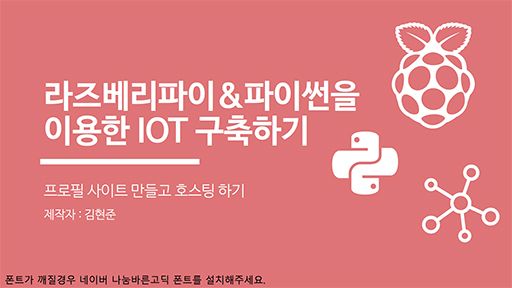 라즈베리파이&파이썬을
이용한 IOT 구축하기
프로필 사이트 만들고 호스팅 하기
제작자 : 김현준
폰트가 깨질경우 네이버 나눔바른고딕 폰트를 설치해주세요.